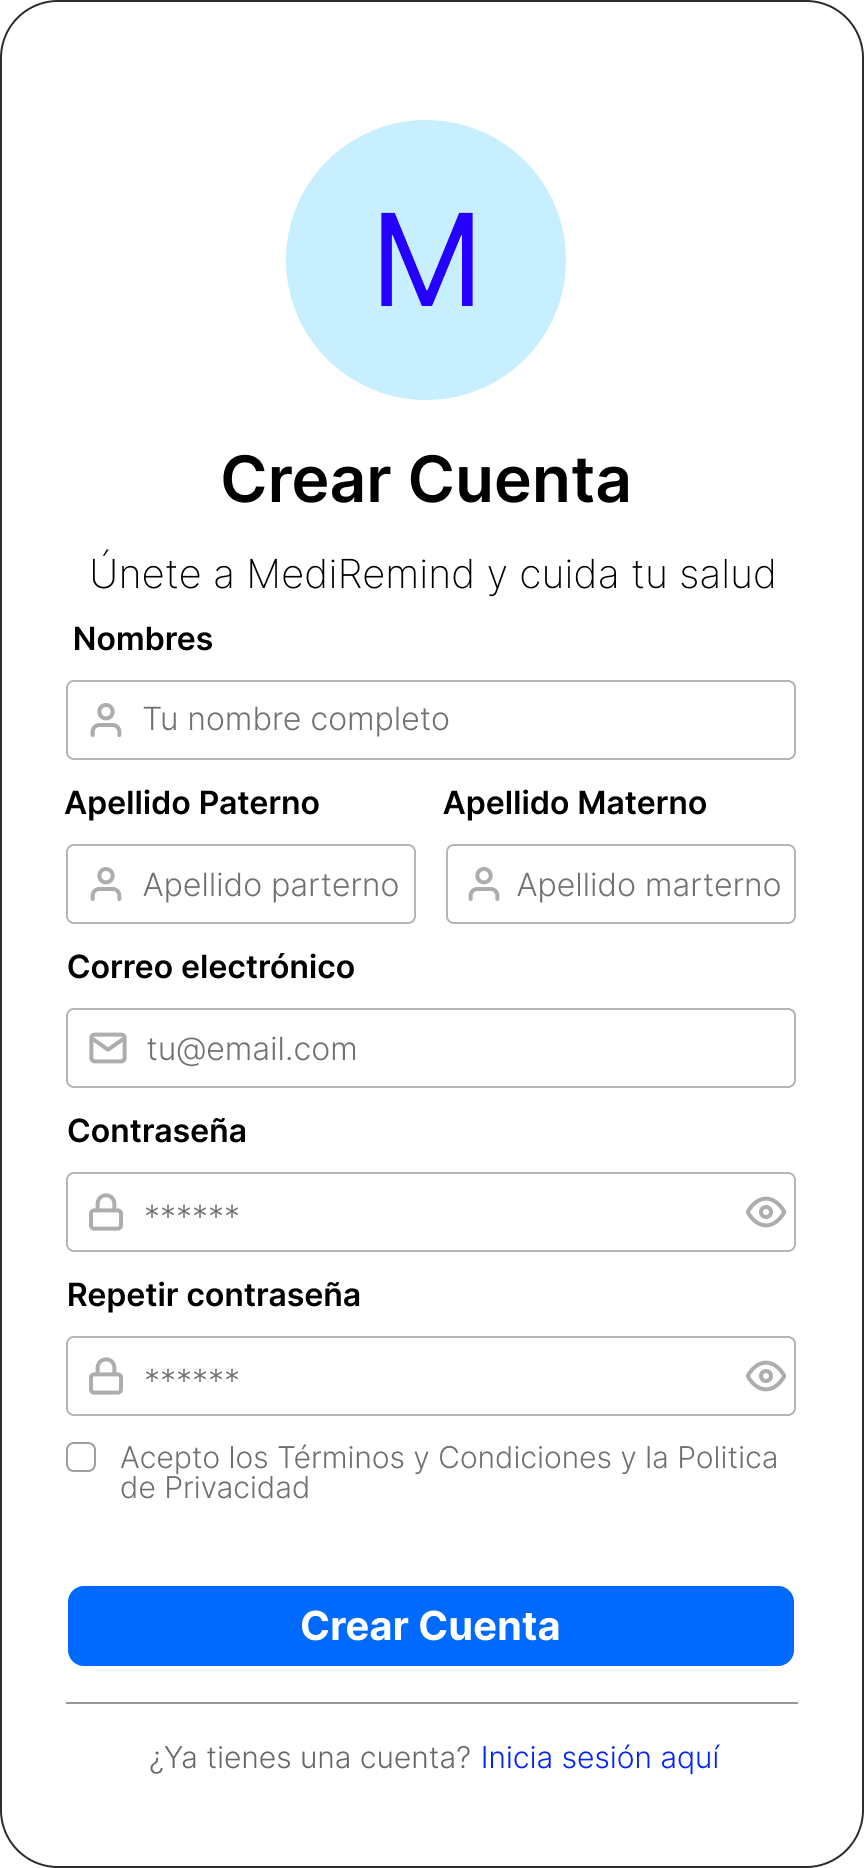 M
Crear Cuenta
Únete a MediRemind y cuida tu salud
Nombres
Tu nombre completo
Apellido Paterno
Apellido Materno
Apellido parterno
Apellido marterno
Correo electrónico
tu@email.com
Contraseña
******
Repetir contraseña
******
Acepto los Términos y Condiciones y la Politica
de Privacidad
Crear Cuenta
¿Ya tienes una cuenta? Inicia sesión aquí